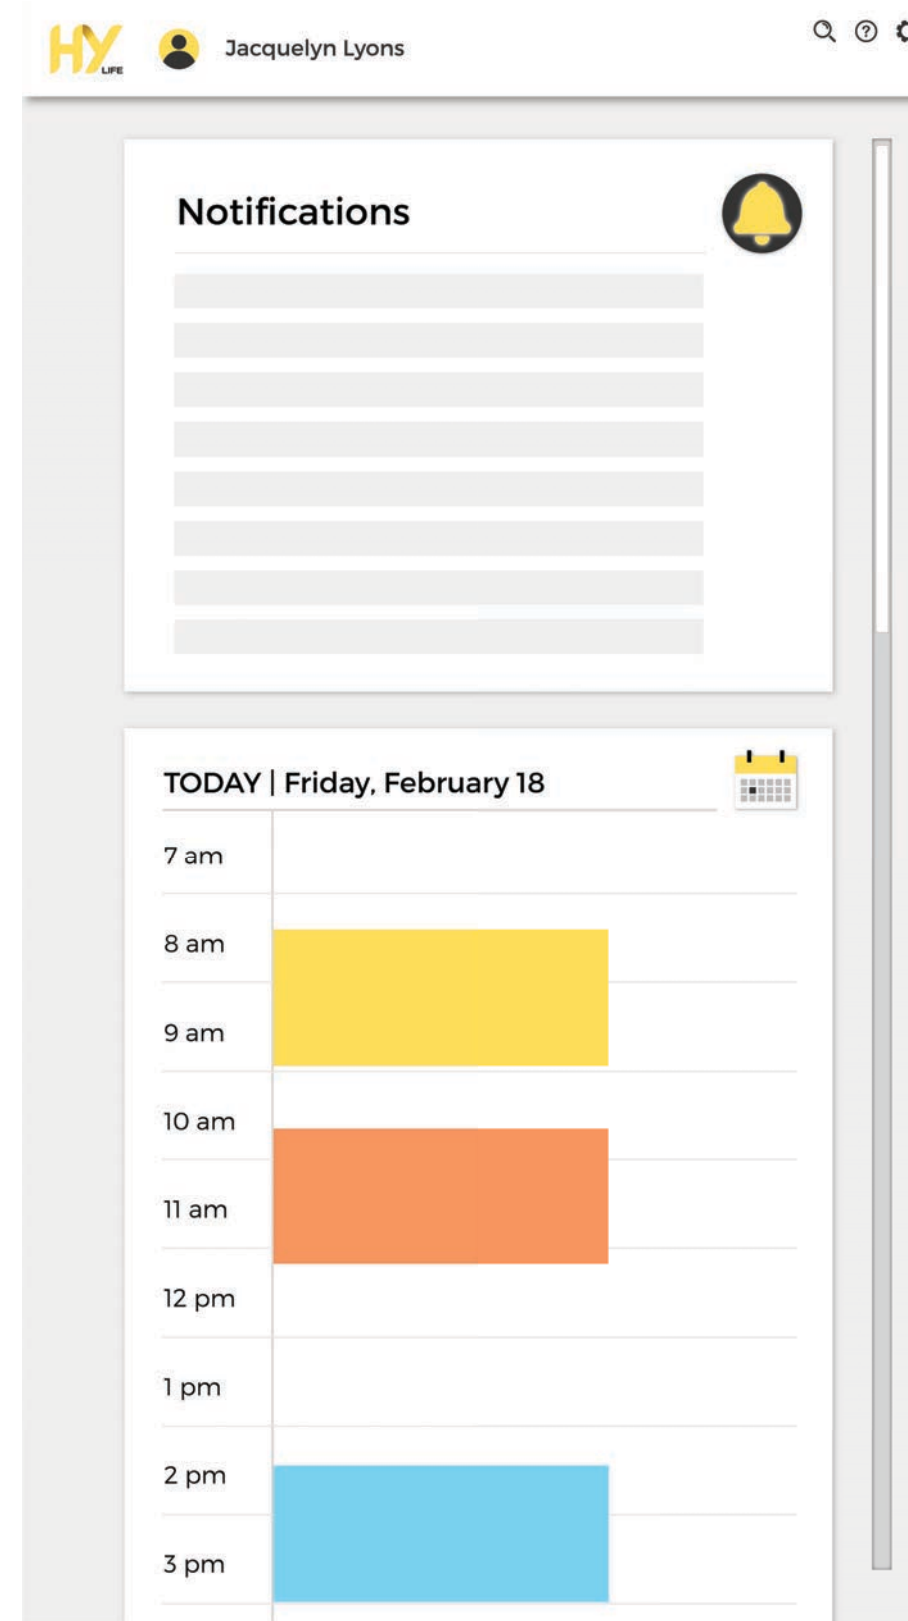 HY
LIFE
Jacquelyn Lyons
Notifications
TODAY | Friday, February 18
7 am
8 am
9 am
10 am
11 am
12 pm
1 pm
2 pm
3 pm